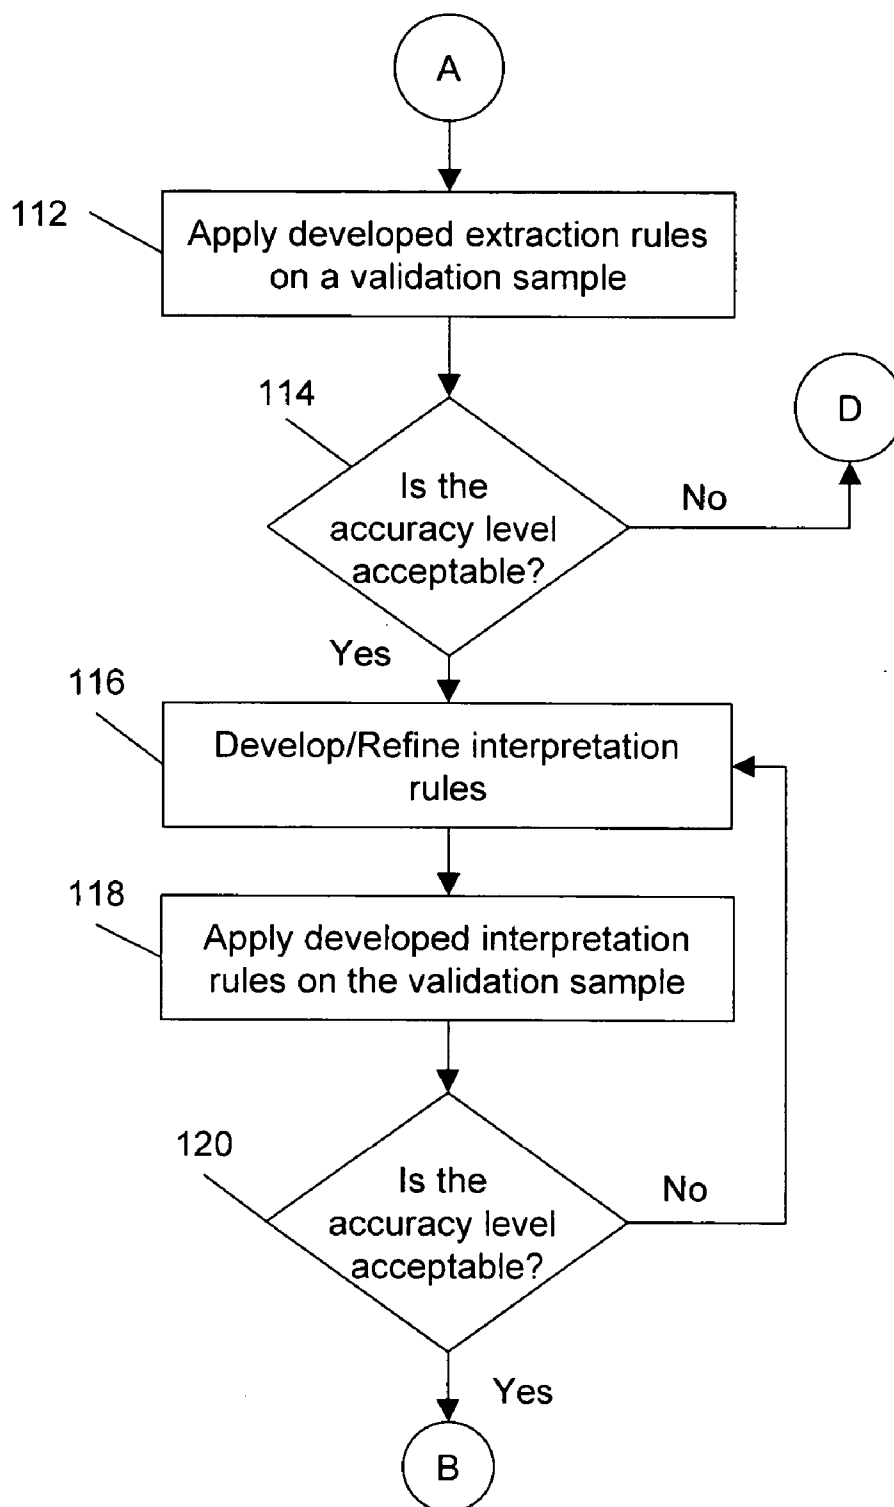 A
112
Apply developed extraction rules
on a validation sample
114
D
Is the
accuracy level
acceptable?
No
Yes
116
Develop/Refine interpretation
rules
118
Apply developed interpretation
rules on the validation sample
120
Is the
accuracy level
acceptable?
No
Yes
B